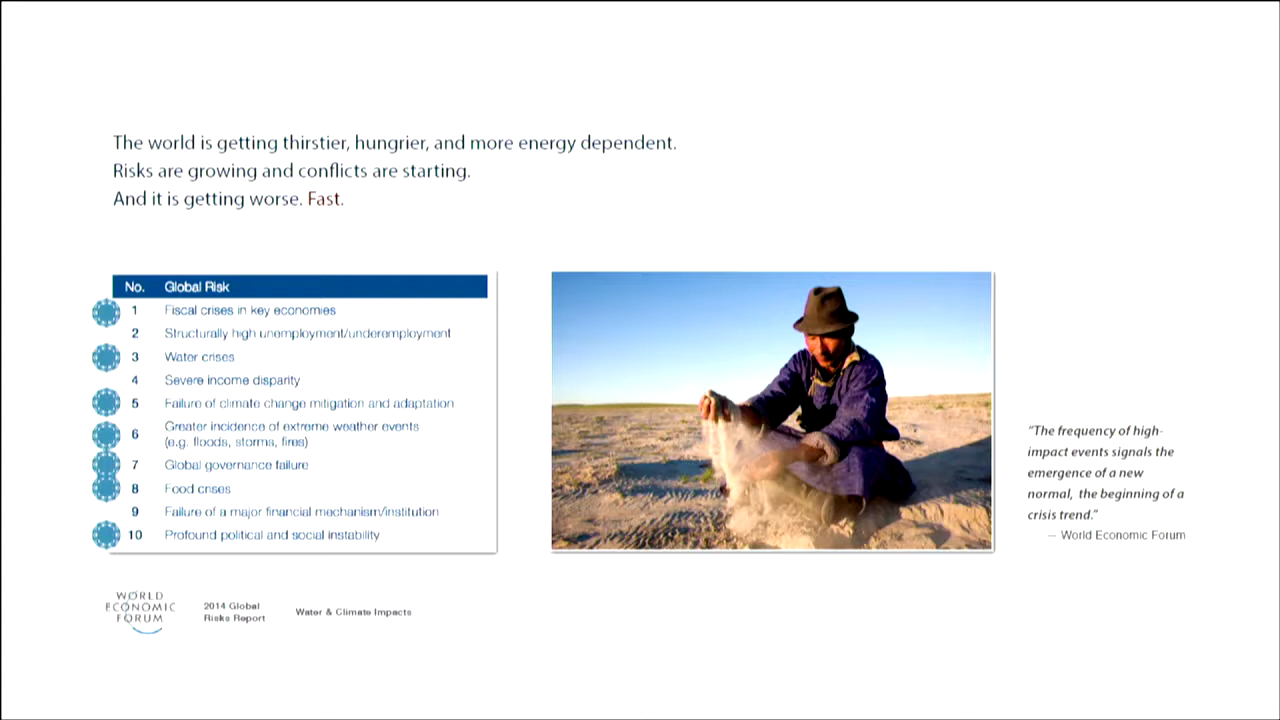 The world is getting thirstier, hungrier, and more energy dependent.
Risks are growing and conflicts are starting.
And it is getting worse. Fast.
No. Global Risk
1 Fiscal crises in key economies
2 Structurally high unemployment/underemployment
3 Water crises
4 Severe income disparity
5 Failure of climate change mitigation and adaptation
6 Greater incidence of extreme weather events
(e.g. floods, storms, fires)
7 Global governance failure
8 Food crises
9 Failure of a major financial mechanism/institution
10 Profound political and social instability
"The frequency of high-
impact events signals the
emergence of a new
normal, the beginning of a
crisis trend."
— World Economic Forum
WORLD
ECONOMIC
FORUM
2014 Global
Risks Report
Water & Climate Impacts